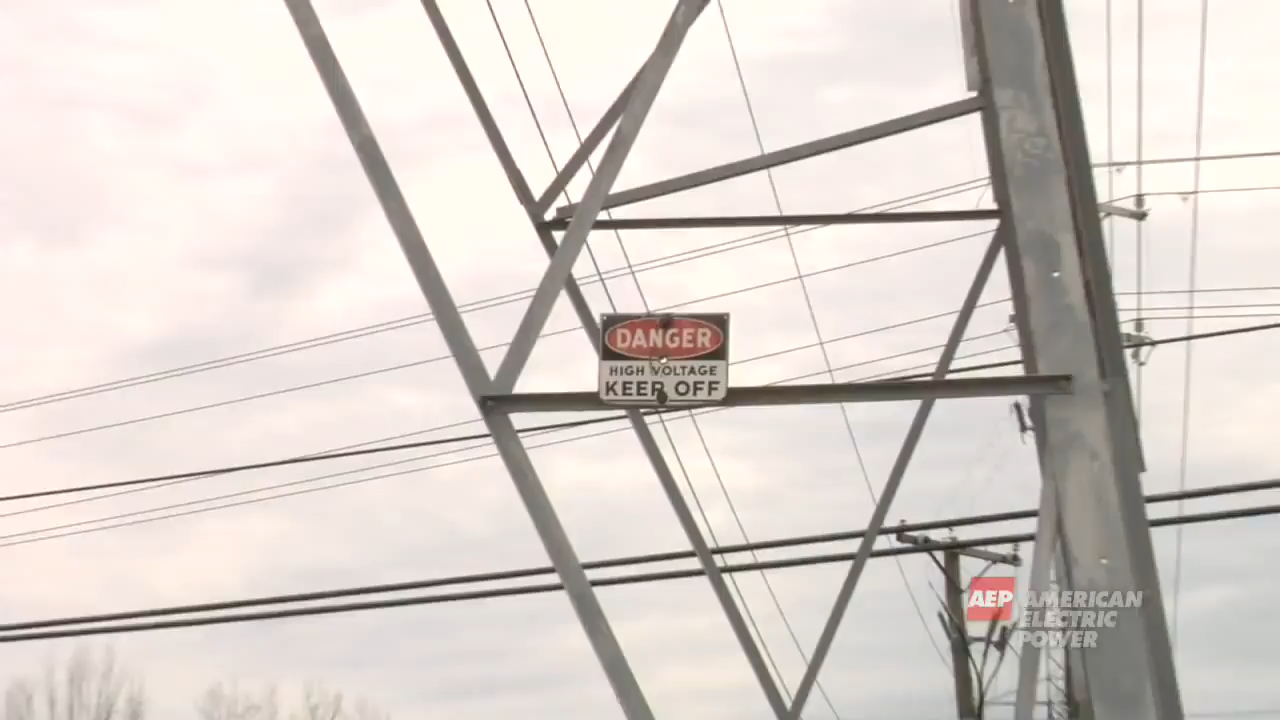 DANGER
HIGH VOLTAGE
KEEP OFF
AEP AMERICAN
ELECTRIC
POWER